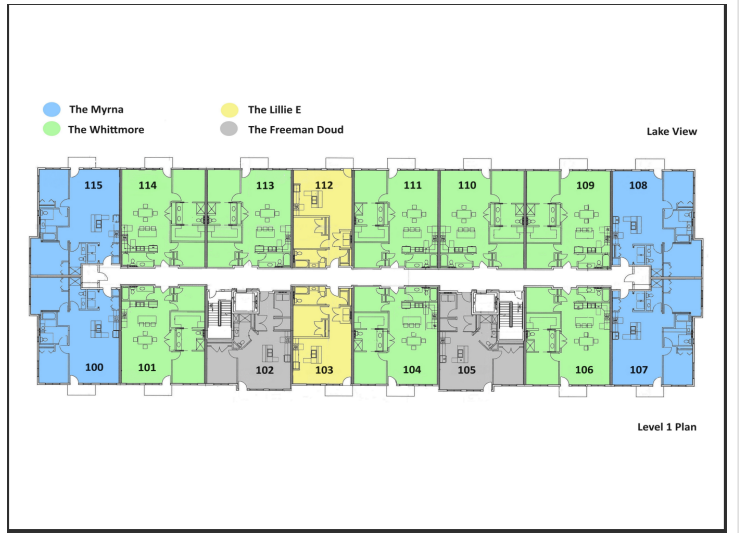 The Myrna The Lillie E
The Whittmore The Freeman Doud
Lake View
115 114 113 112 111 110 109 108
100 101 102 103 104 105 106 107
Level 1 Plan